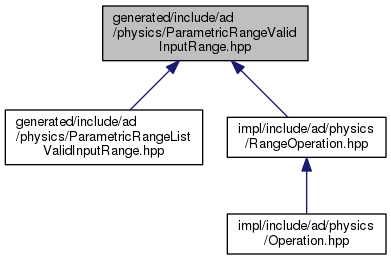 generated/include/ad
/physics/ParametricRangeValid
InputRange.hpp
generated/include/ad
/physics/ParametricRangeList
ValidInputRange.hpp
impl/include/ad/physics
/RangeOperation.hpp
impl/include/ad/physics
/Operation.hpp